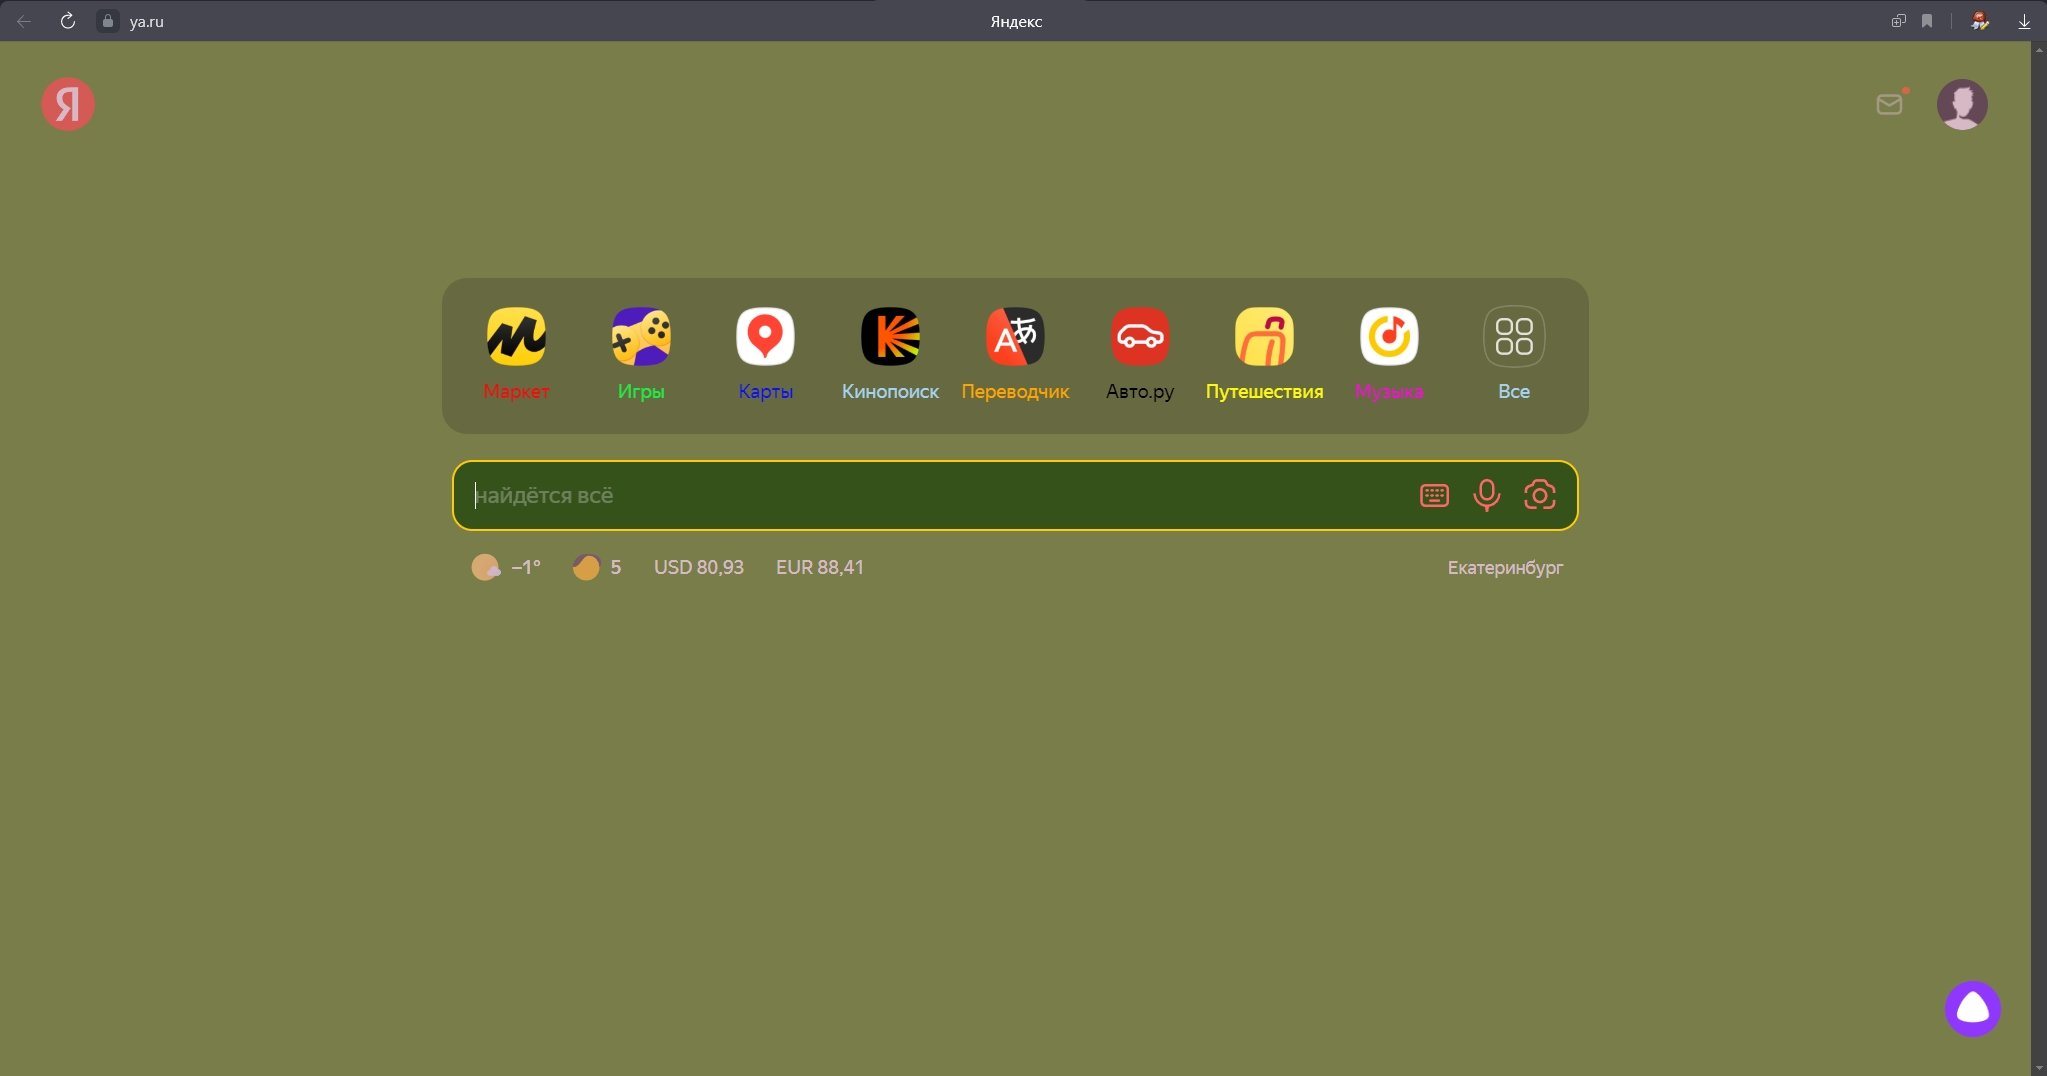 ya.ru
Яндекс
Я
Маркет
Игры
Карты
Кинопоиск
Переводчик
Авто.ру
Путешествия
Музыка
Все
найдётся всё
−1°
5
USD 80,93
EUR 88,41
Екатеринбург